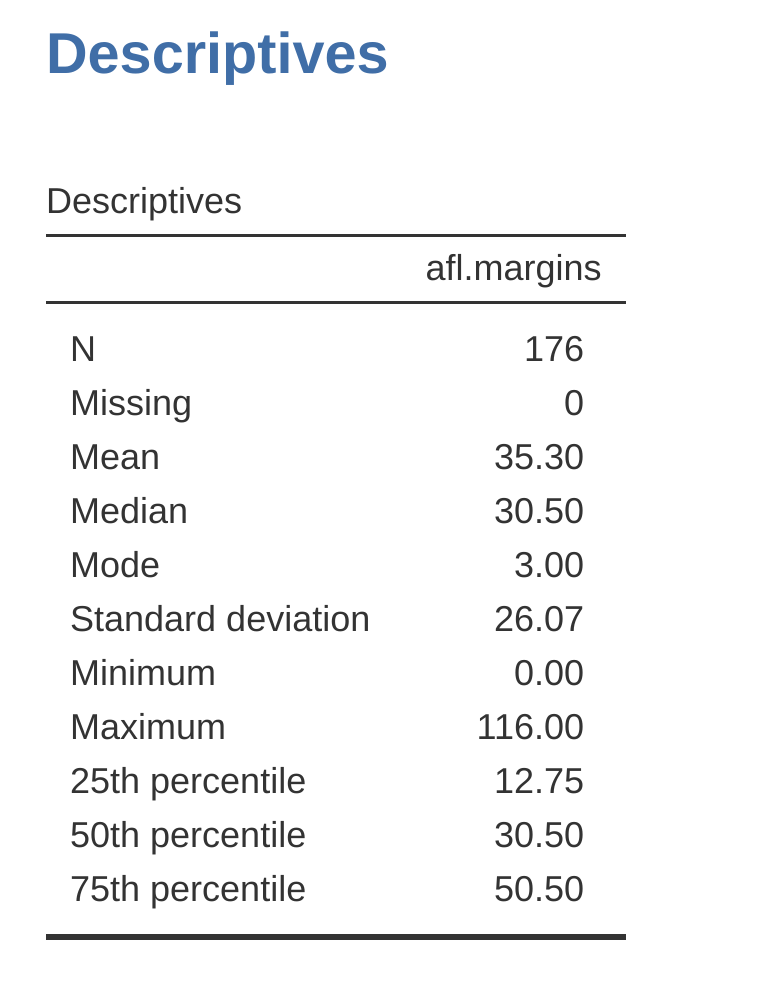 Descriptives
Descriptives
afl.margins
N 176
Missing 0
Mean 35.30
Median 30.50
Mode 3.00
Standard deviation 26.07
Minimum 0.00
Maximum 116.00
25th percentile 12.75
50th percentile 30.50
75th percentile 50.50